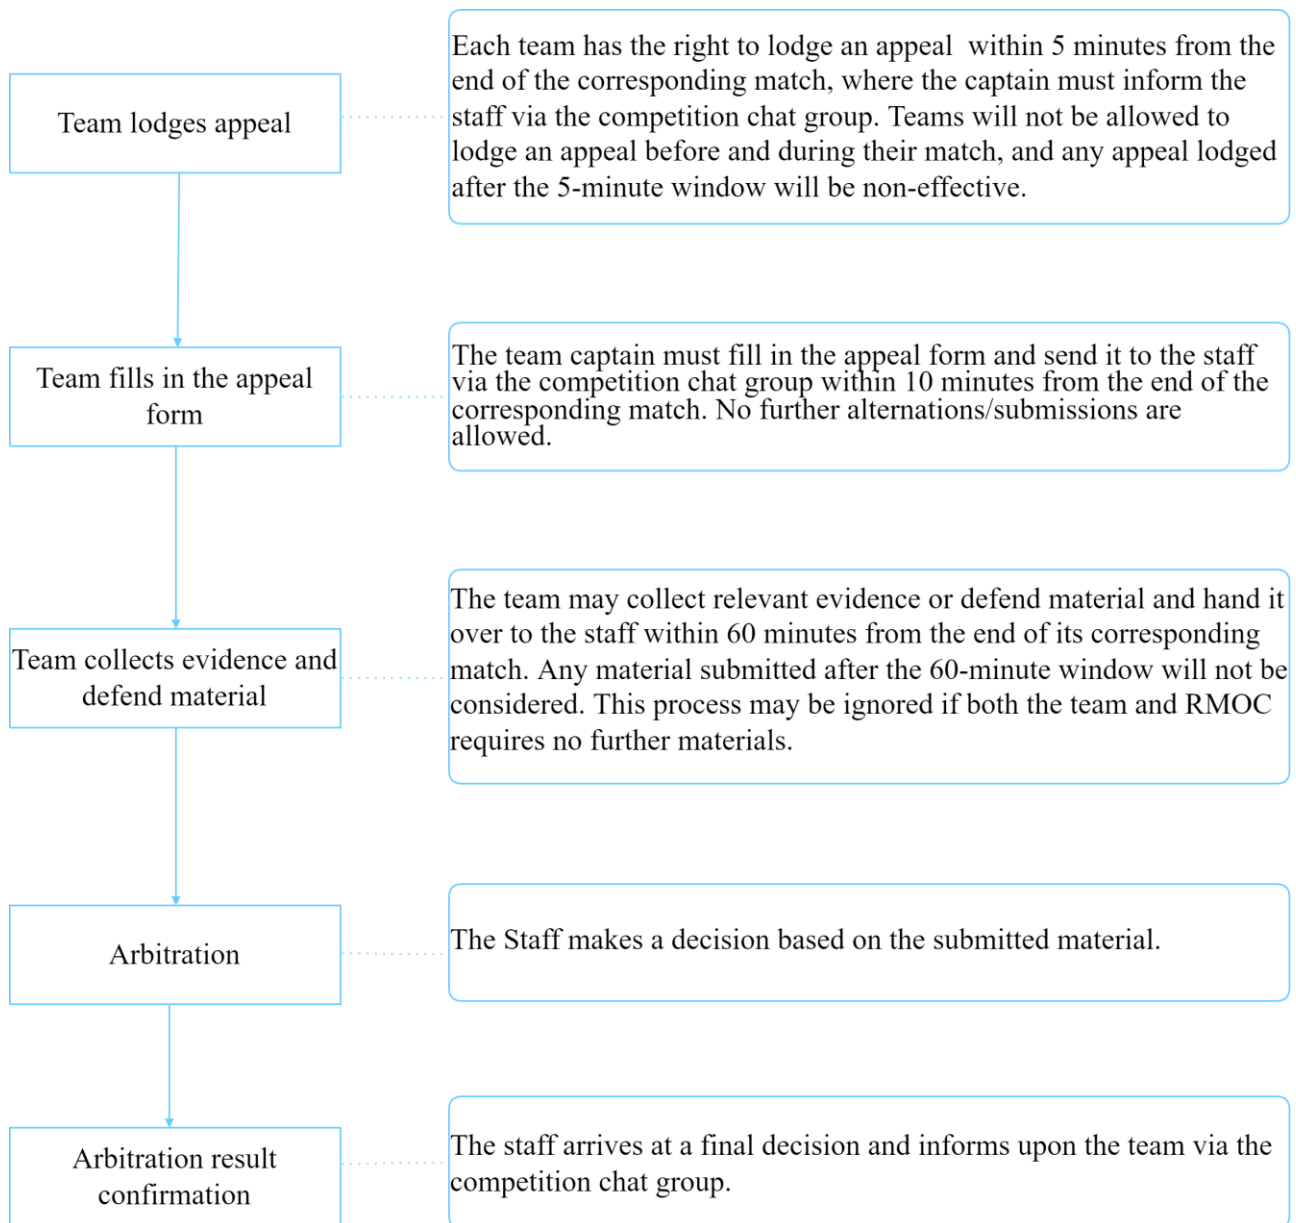 Team lodges appeal
Each team has the right to lodge an appeal  within 5 minutes from the
end of the corresponding match, where the captain must inform the
staff via the competition chat group. Teams will not be allowed to
lodge an appeal before and during their match, and any appeal lodged
after the 5-minute window will be non-effective.
Team fills in the appeal
form
The team captain must fill in the appeal form and send it to the staff
via the competition chat group within 10 minutes from the end of the
corresponding match. No further alternations/submissions are
allowed.
Team collects evidence and
defend material
The team may collect relevant evidence or defend material and hand it
over to the staff within 60 minutes from the end of its corresponding
match. Any material submitted after the 60-minute window will not be
considered. This process may be ignored if both the team and RMOC
requires no further materials.
Arbitration
The Staff makes a decision based on the submitted material.
Arbitration result
confirmation
The staff arrives at a final decision and informs upon the team via the
competition chat group.